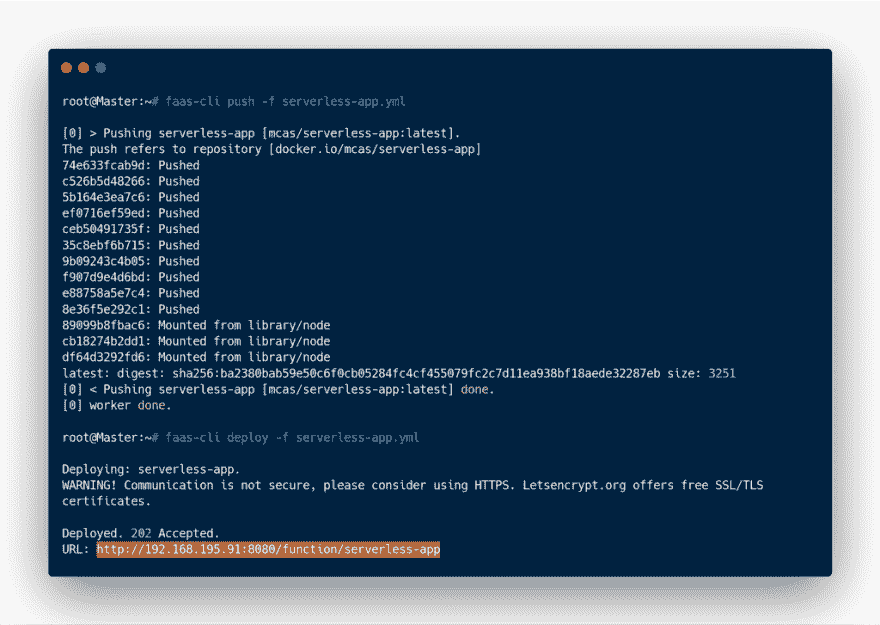 root@Master:~# faas-cli push -f serverless-app.yml
[0] > Pushing serverless-app [mcas/serverless-app:latest].
The push refers to repository [docker.io/mcas/serverless-app]
74e633fcab9d: Pushed
c526b5d48266: Pushed
5b164e3ea7c6: Pushed
ef0716ef59ed: Pushed
ceb50491735f: Pushed
35c8ebf6b715: Pushed
9b09243c4b05: Pushed
f907d9e4d6bd: Pushed
e88758a5e7c4: Pushed
8e36f5e292c1: Pushed
89099b8fbac6: Mounted from library/node
cb18274b2dd1: Mounted from library/node
df64d3292fd6: Mounted from library/node
latest: digest: sha256:ba2380bab59e50c6f0cb05284fc4cf455079fc2c7d11ea938bf18aede32287eb size: 3251
[0] < Pushing serverless-app [mcas/serverless-app:latest] done.
[0] worker done.
root@Master:~# faas-cli deploy -f serverless-app.yml
Deploying: serverless-app.
WARNING! Communication is not secure, please consider using HTTPS. Letsencrypt.org offers free SSL/TLS
certificates.
Deployed. 202 Accepted.
URL: http://192.168.195.91:8080/function/serverless-app